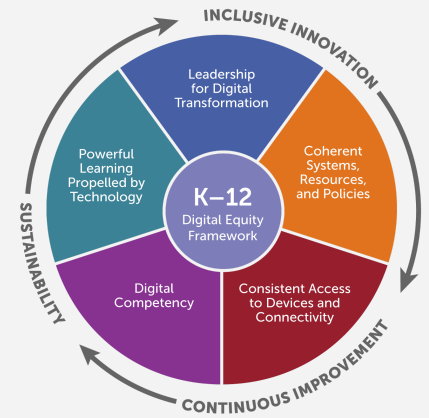 INCLUSIVE INNOVATION
Leadership
for Digital
Transformation
Coherent
Systems,
Resources,
and Policies
Powerful
Learning
Propelled by
Technology
K–12
Digital Equity
Framework
Digital
Competency
Consistent Access
to Devices and
Connectivity
SUSTAINABILITY
CONTINUOUS IMPROVEMENT